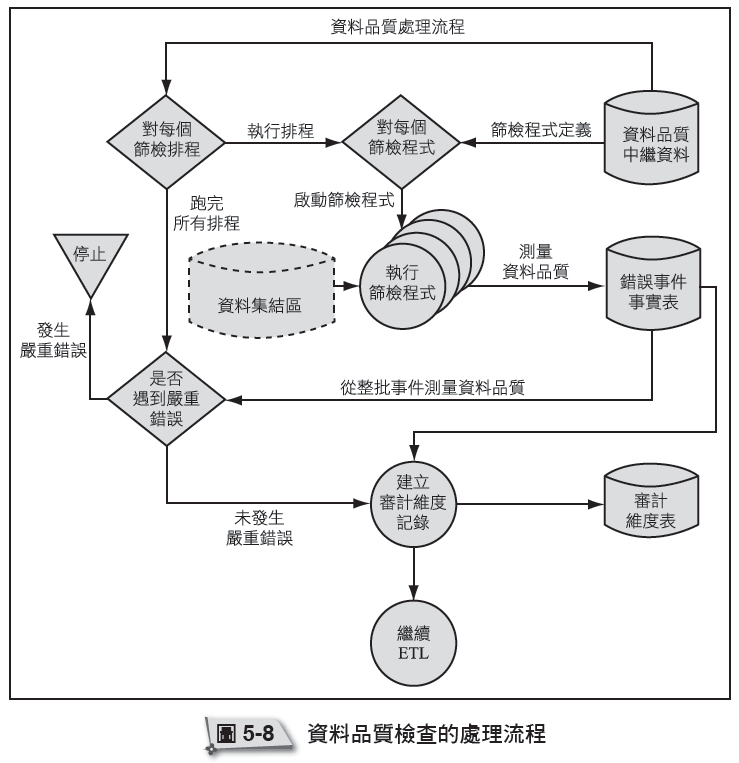 資料品質處理流程
對每個
篩檢排程
執行排程
對每個
篩檢程式
篩檢程式定義
資料品質
中繼資料
跑完
所有排程
啟動篩檢程式
停止
資料集結區
執行
篩檢程式
測量
資料品質
錯誤事件
事實表
發生
嚴重錯誤
是否
遇到嚴重
錯誤
從整批事件測量資料品質
未發生
嚴重錯誤
建立
審計維度
記錄
審計
維度表
繼續
ETL
圖 5-8 資料品質檢查的處理流程